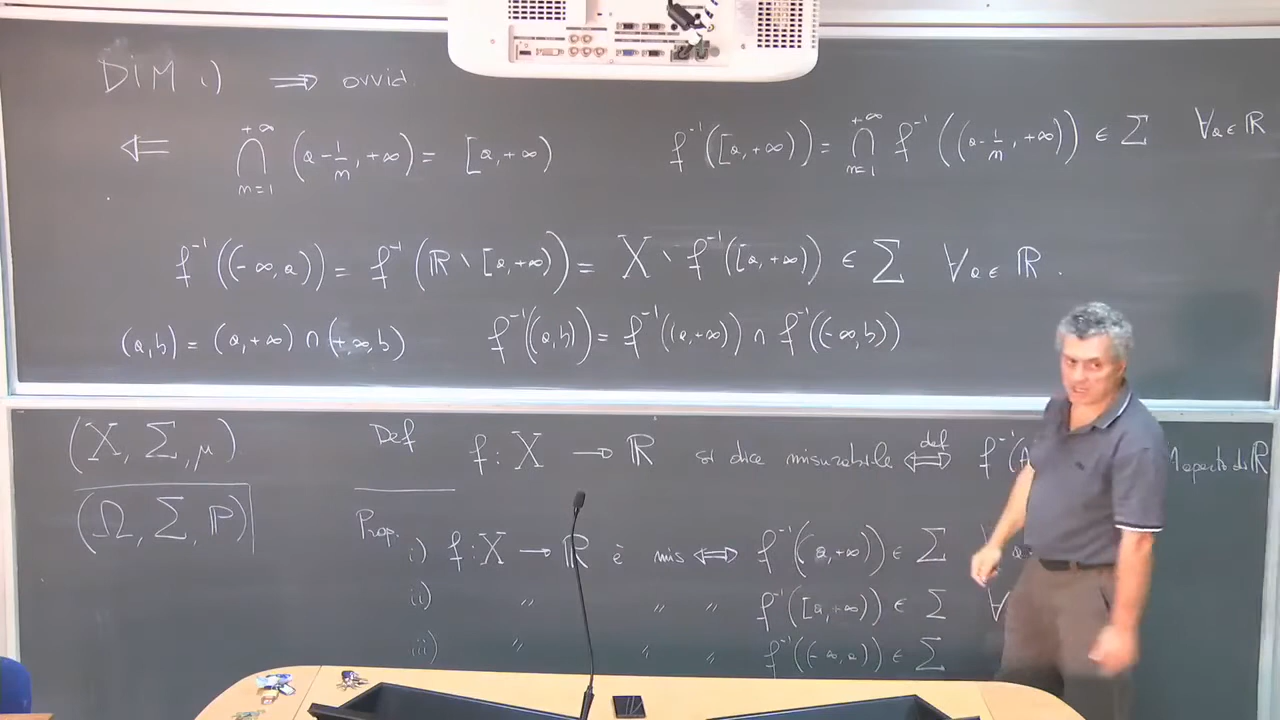 DIM i) ⟹ ovvio
⟸ ⋂_{n=1}^{+∞} (a-1/n, +∞) = [a, +∞) f⁻¹([a, +∞)) = ⋂_{n=1}^{+∞} f⁻¹((a-1/n, +∞)) ∈ Σ ∀a∈ℝ
f⁻¹((-∞, a)) = f⁻¹(ℝ \ [a, +∞)) = X \ f⁻¹([a, +∞)) ∈ Σ ∀a∈ℝ.
(a,b) = (a, +∞) ∩ (+∞, b) f⁻¹((a,b)) = f⁻¹((a, +∞)) ∩ f⁻¹((-∞, b))
(X, Σ, μ) Def f: X → ℝ si dice misurabile ⟺^{def} f⁻¹(A aperto di ℝ
(Ω, Σ, ℙ)
Prop. i) f: X → ℝ è mis ⟺ f⁻¹((a, +∞)) ∈ Σ ∀a
ii) " " " f⁻¹([a, +∞)) ∈ Σ ∀
iii) " " " f⁻¹((-∞, a)) ∈ Σ